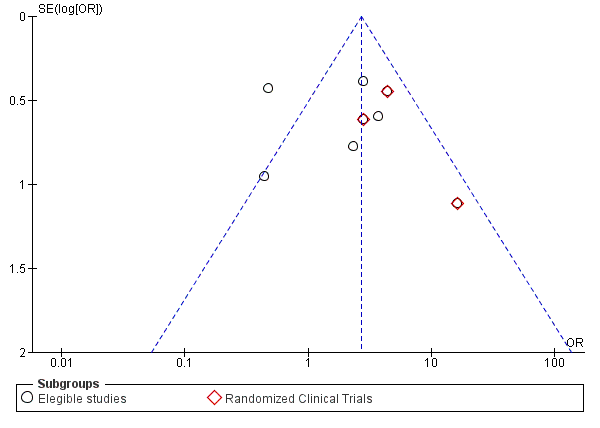 SE(log[OR])
0
0.5
1
1.5
2
OR
0.01 0.1 1 10 100
Subgroups
Elegible studies Randomized Clinical Trials